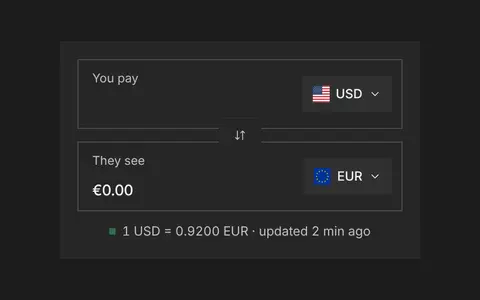 You pay
USD
They see
€0.00
EUR
1 USD = 0.9200 EUR · updated 2 min ago